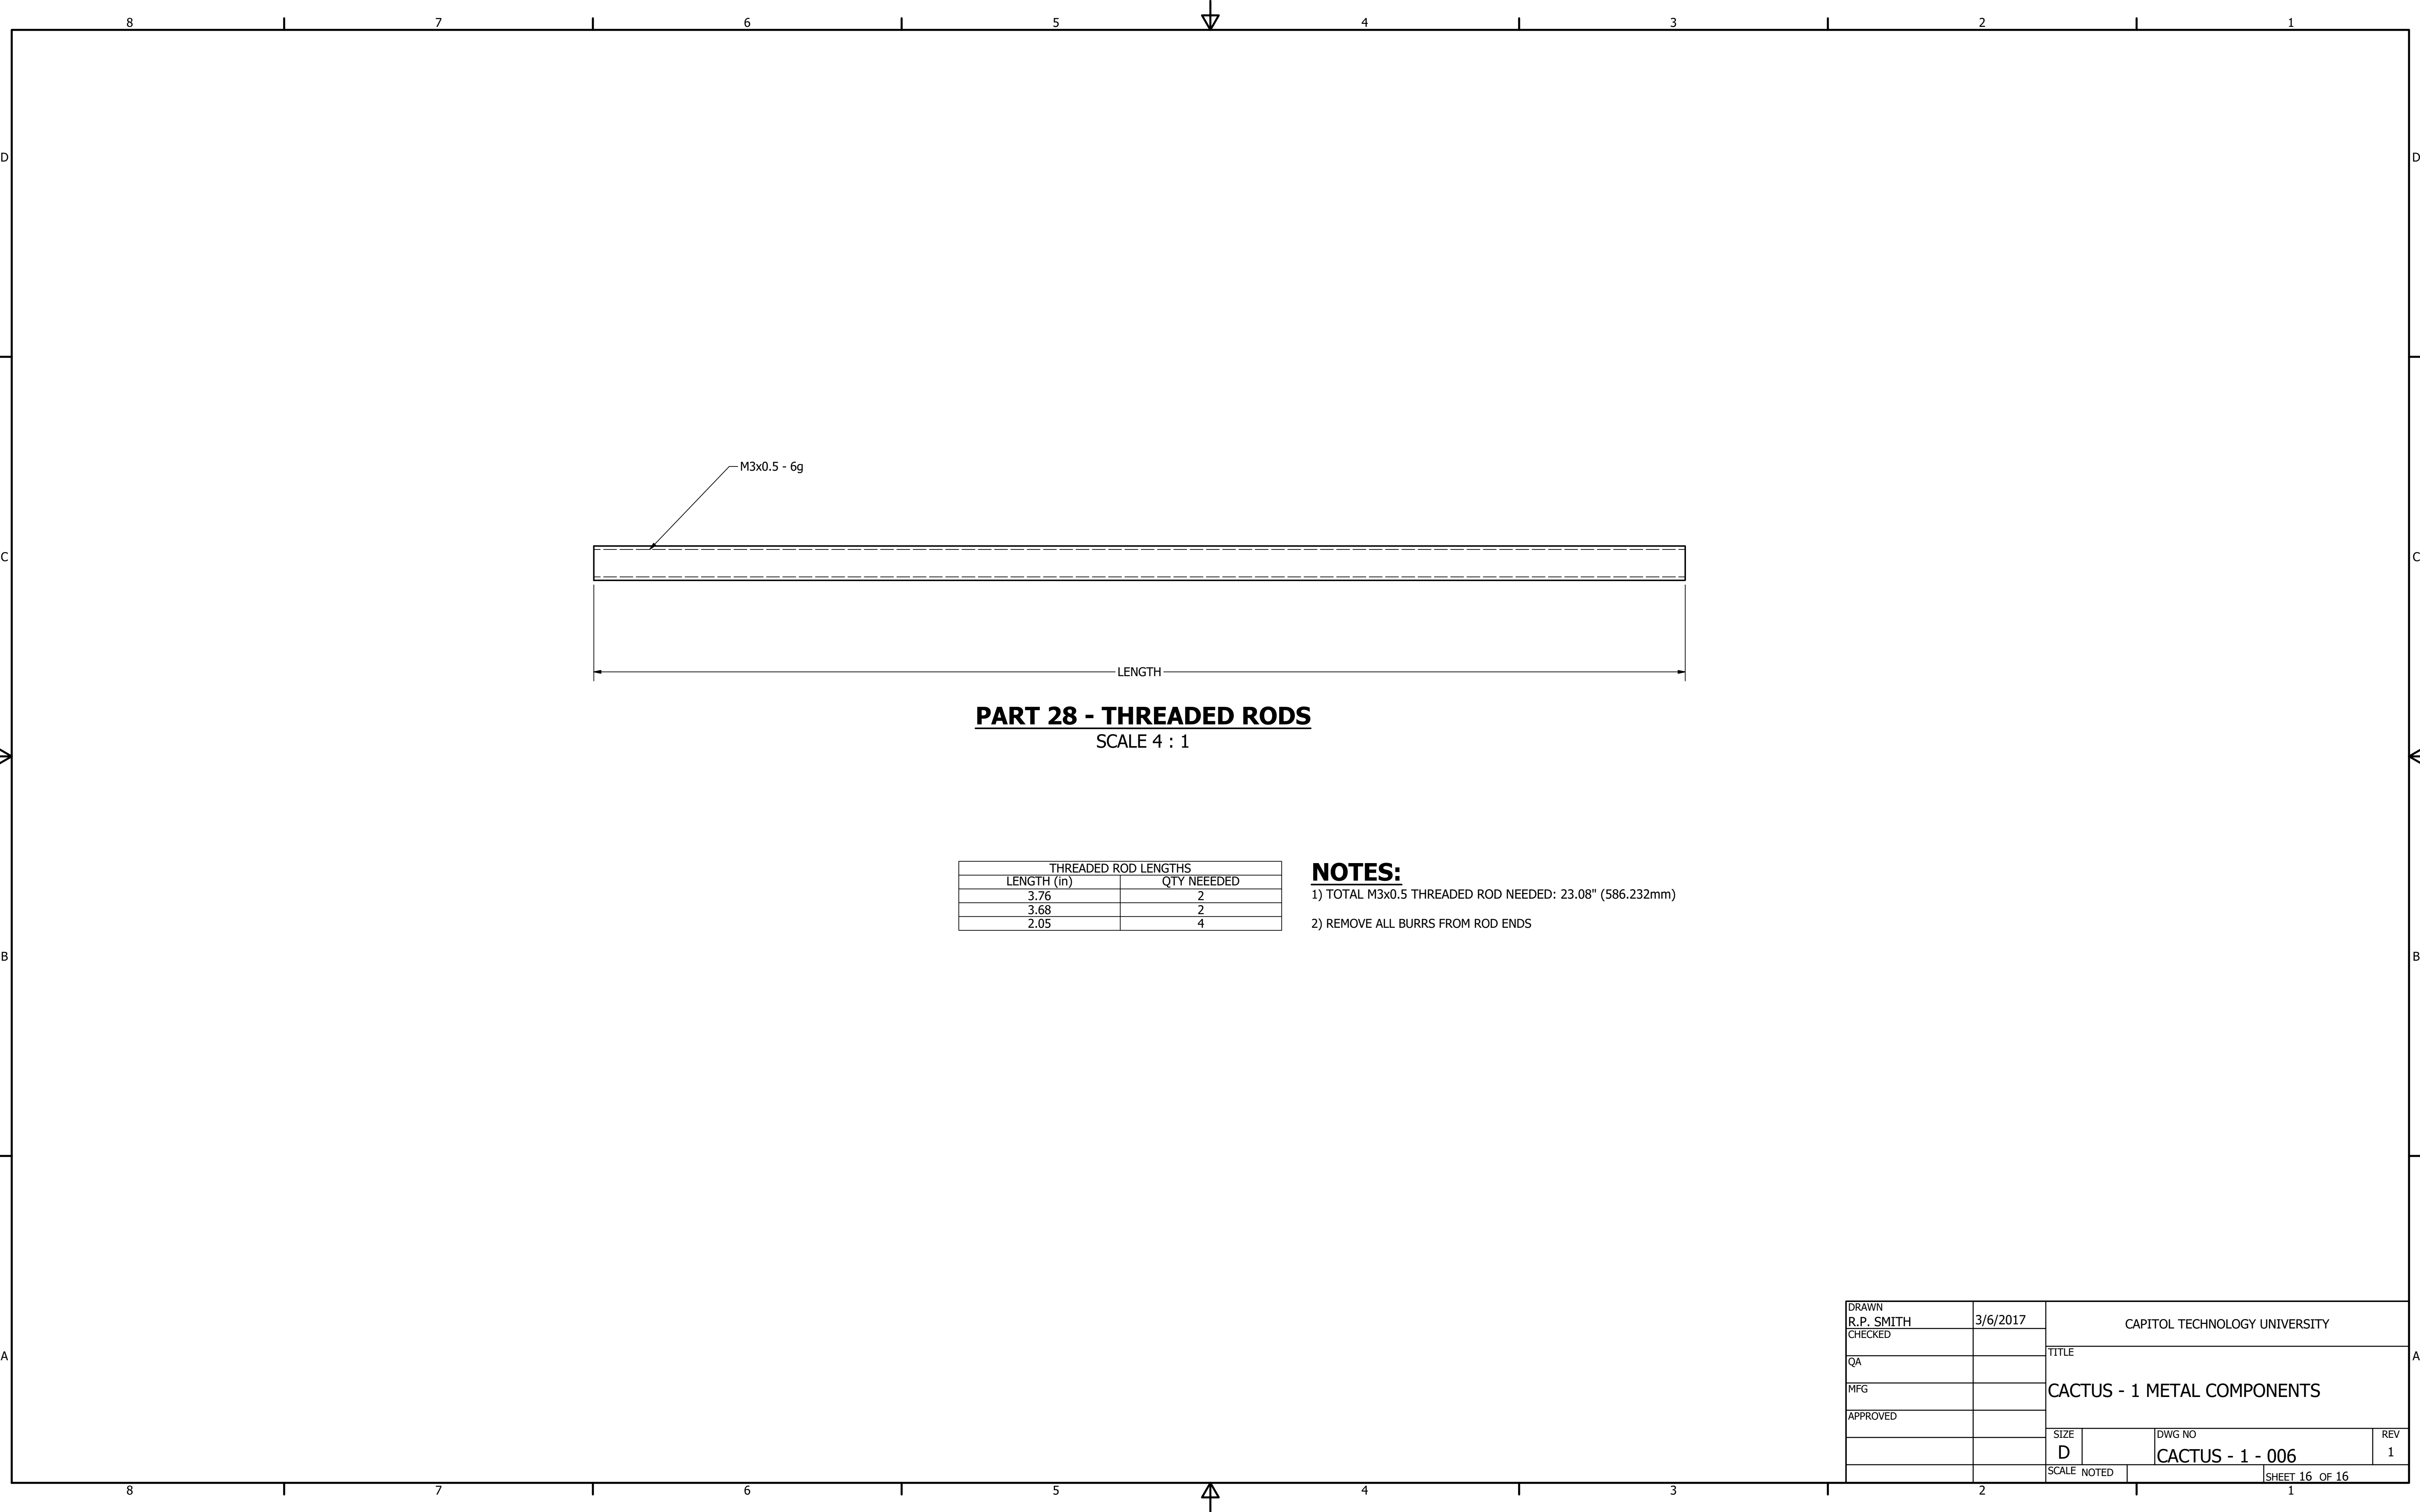 8 7 6 5 4 3 2 1
D D
M3x0.5 - 6g
C C
LENGTH
PART 28 - THREADED RODS
SCALE 4 : 1
THREADED ROD LENGTHS
LENGTH (in) QTY NEEEDED
3.76 2
3.68 2
2.05 4
NOTES:
1) TOTAL M3x0.5 THREADED ROD NEEDED: 23.08" (586.232mm)
2) REMOVE ALL BURRS FROM ROD ENDS
B B
DRAWN
R.P. SMITH 3/6/2017
CAPITOL TECHNOLOGY UNIVERSITY
CHECKED
TITLE
A A
QA
MFG
CACTUS - 1 METAL COMPONENTS
APPROVED
SIZE
D
DWG NO
CACTUS - 1 - 006
REV
1
SCALE NOTED
SHEET 16 OF 16
8 7 6 5 4 3 2 1